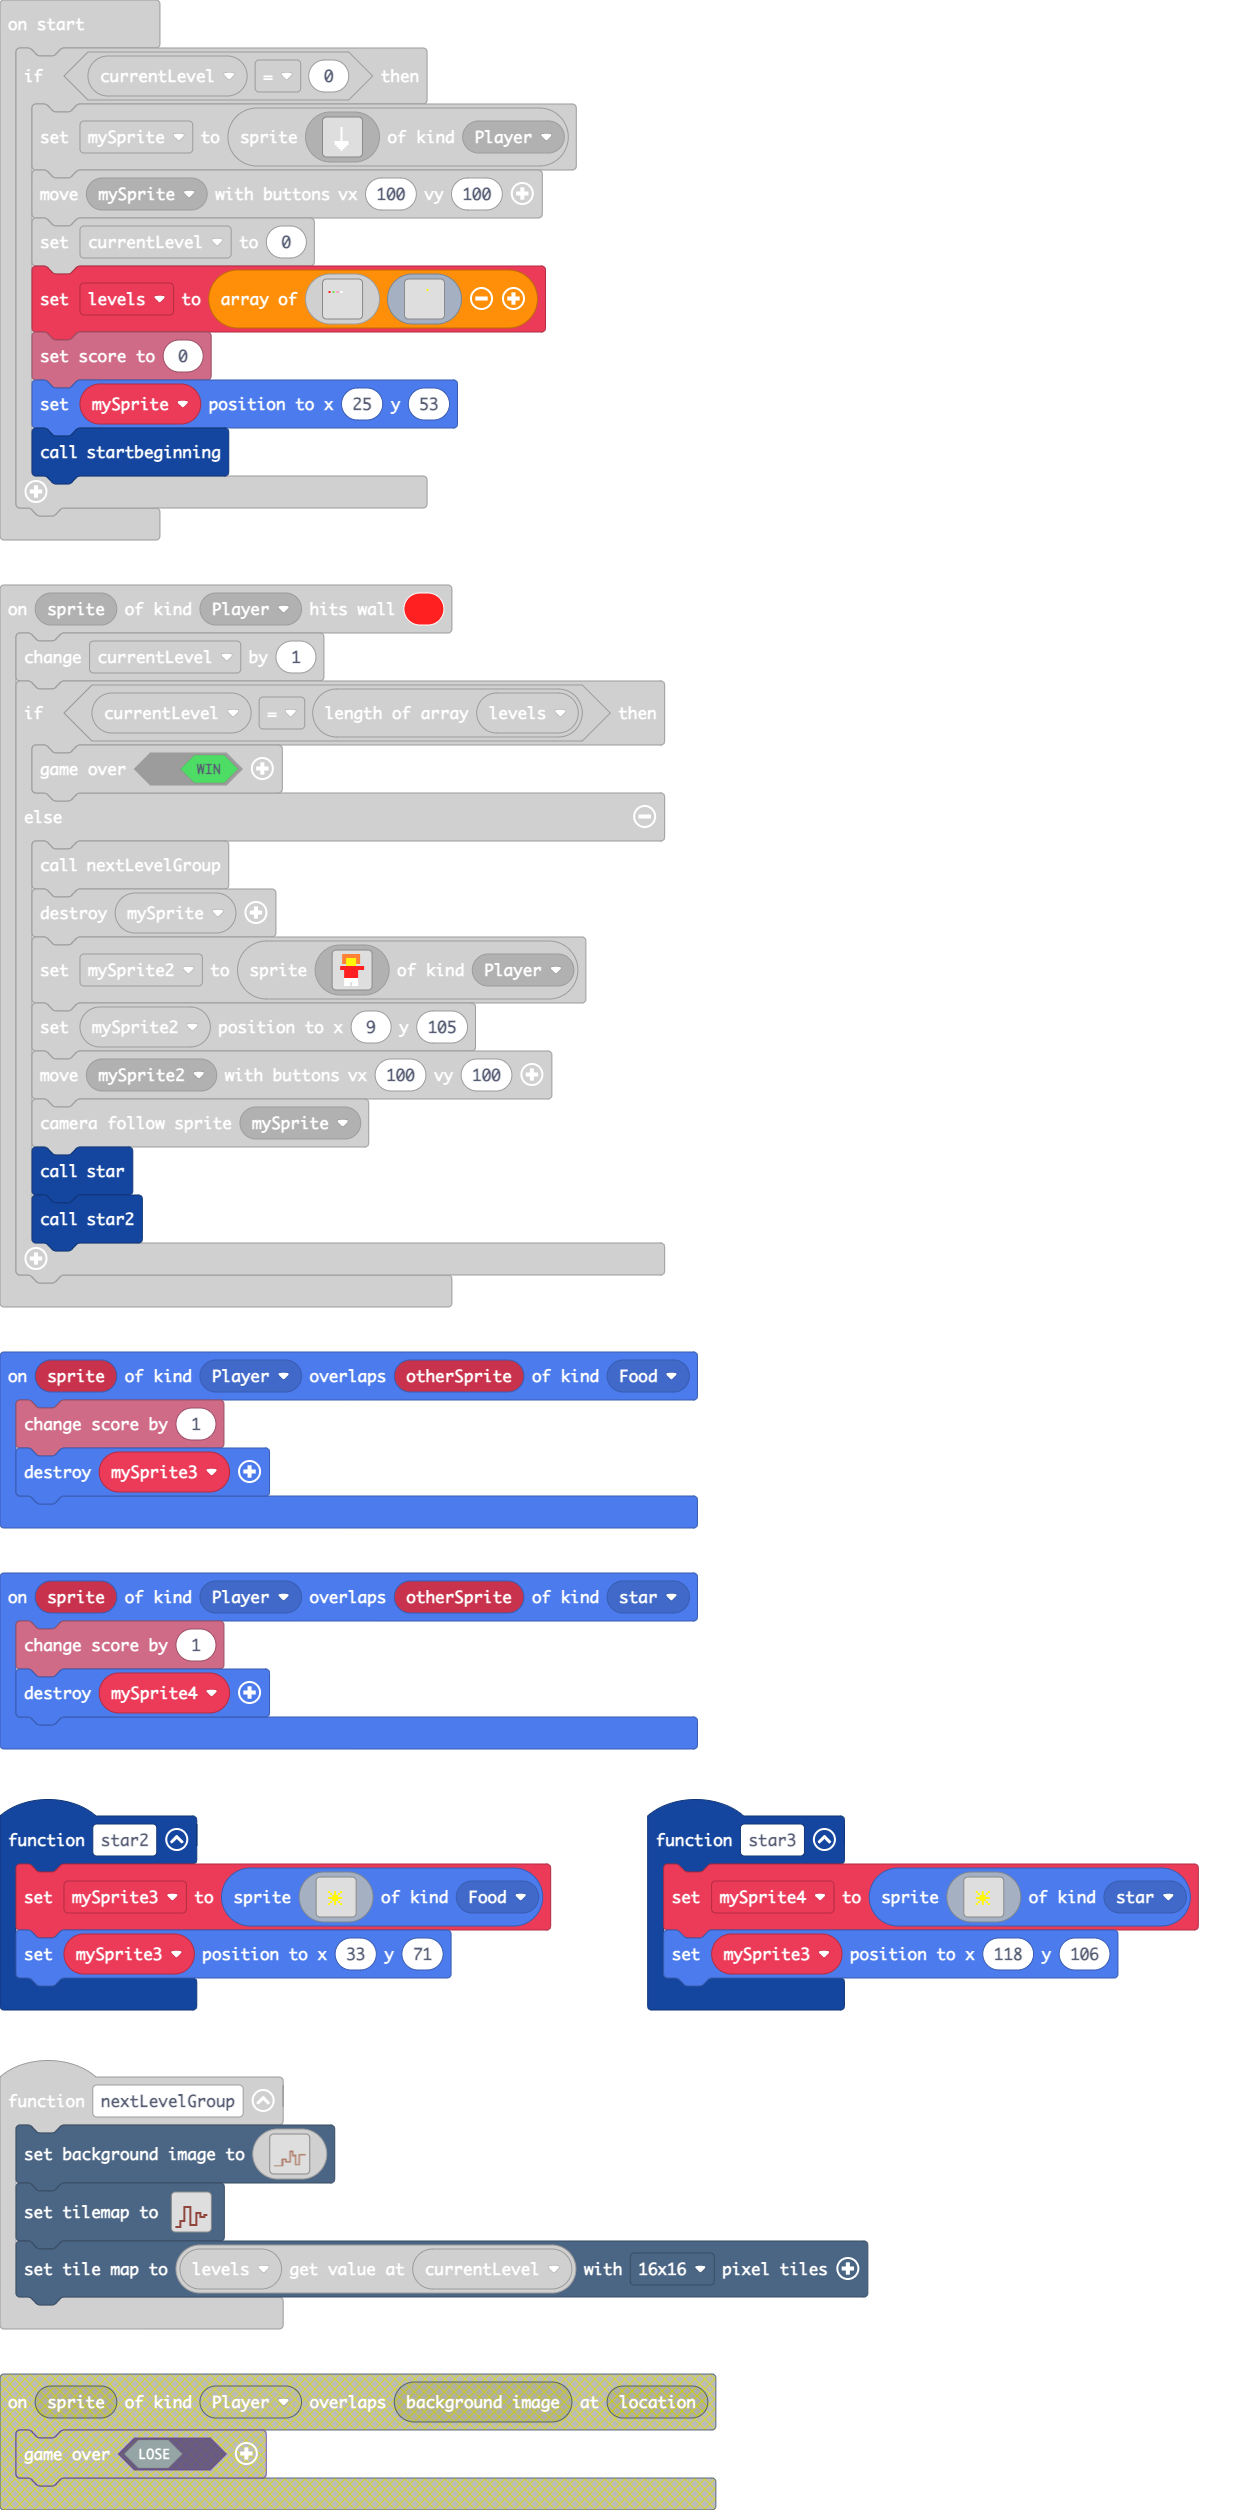 on start
if currentLevel = 0 then
set mySprite to sprite of kind Player
move mySprite with buttons vx 100 vy 100
set currentLevel to 0
set levels to array of
set score to 0
set mySprite position to x 25 y 53
call startbeginning
on sprite of kind Player hits wall
change currentLevel by 1
if currentLevel = length of array levels then
game over WIN
else
call nextLevelGroup
destroy mySprite
set mySprite2 to sprite of kind Player
set mySprite2 position to x 9 y 105
move mySprite2 with buttons vx 100 vy 100
camera follow sprite mySprite
call star
call star2
on sprite of kind Player overlaps otherSprite of kind Food
change score by 1
destroy mySprite3
on sprite of kind Player overlaps otherSprite of kind star
change score by 1
destroy mySprite4
function star2
set mySprite3 to sprite of kind Food
set mySprite3 position to x 33 y 71
function star3
set mySprite4 to sprite of kind star
set mySprite3 position to x 118 y 106
function nextLevelGroup
set background image to
set tilemap to
set tile map to levels get value at currentLevel with 16x16 pixel tiles
on sprite of kind Player overlaps background image at location
game over LOSE